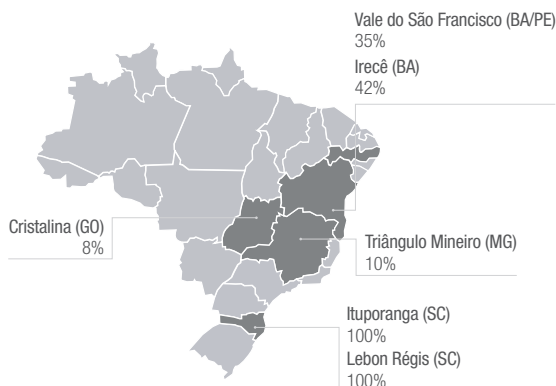 Vale do São Francisco (BA/PE)
35%
Irecê (BA)
42%
Cristalina (GO)
8%
Triângulo Mineiro (MG)
10%
Ituporanga (SC)
100%
Lebon Régis (SC)
100%